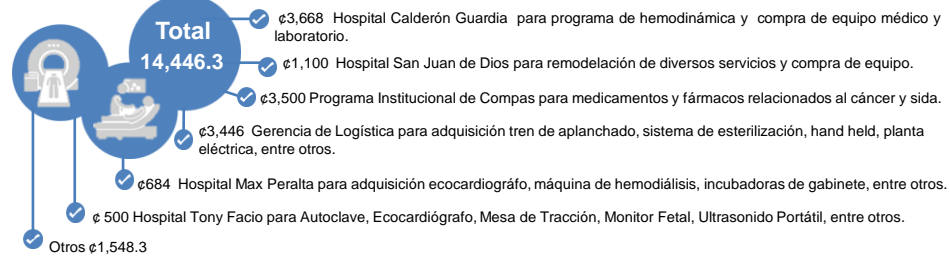 Total
14,446.3
¢3,668 Hospital Calderón Guardia para programa de hemodinámica y compra de equipo médico y
laboratorio.
¢1,100 Hospital San Juan de Dios para remodelación de diversos servicios y compra de equipo.
¢3,500 Programa Institucional de Compas para medicamentos y fármacos relacionados al cáncer y sida.
¢3,446 Gerencia de Logística para adquisición tren de aplanchado, sistema de esterilización, hand held, planta
eléctrica, entre otros.
¢684 Hospital Max Peralta para adquisición ecocardiográfo, máquina de hemodiálisis, incubadoras de gabinete, entre otros.
¢ 500 Hospital Tony Facio para Autoclave, Ecocardiógrafo, Mesa de Tracción, Monitor Fetal, Ultrasonido Portátil, entre otros.
Otros ¢1,548.3